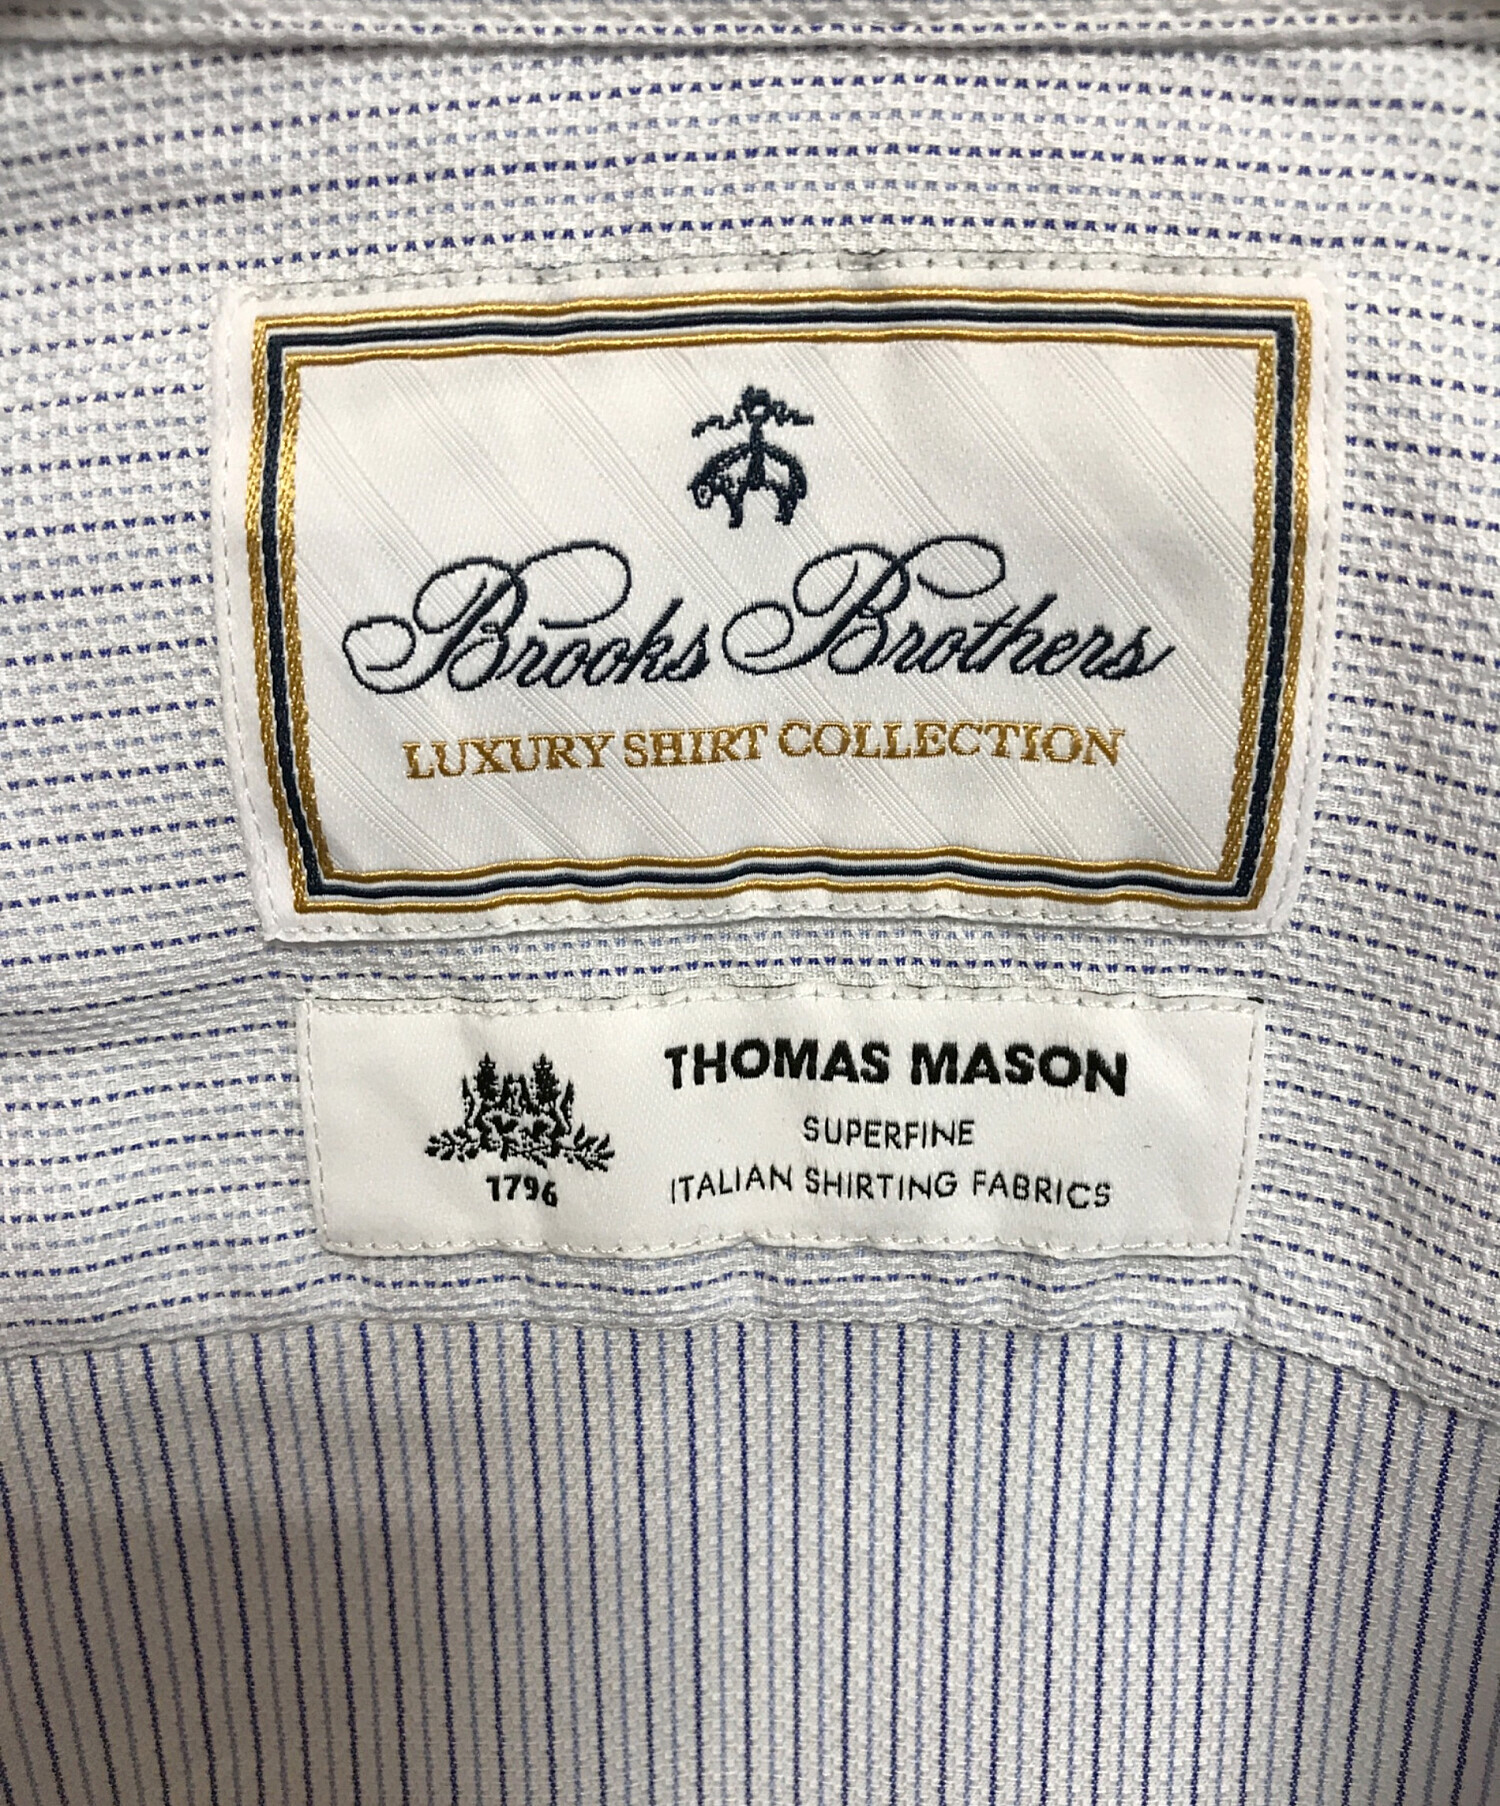 Brooks Brothers
LUXURY SHIRT COLLECTION
THOMAS MASON
SUPERFINE
ITALIAN SHIRTING FABRICS
1796